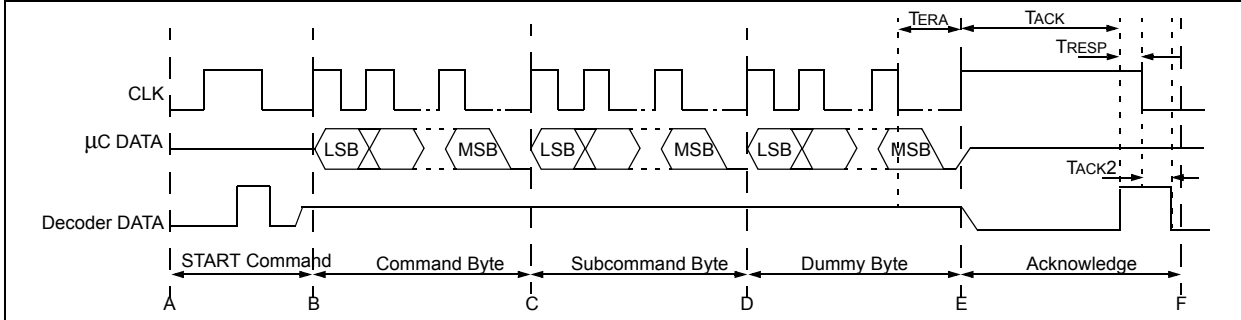 TERA TACK
TRESP
CLK
µC DATA LSB MSB LSB MSB LSB MSB
TACK2
Decoder DATA
START Command Command Byte Subcommand Byte Dummy Byte Acknowledge
A B C D E F